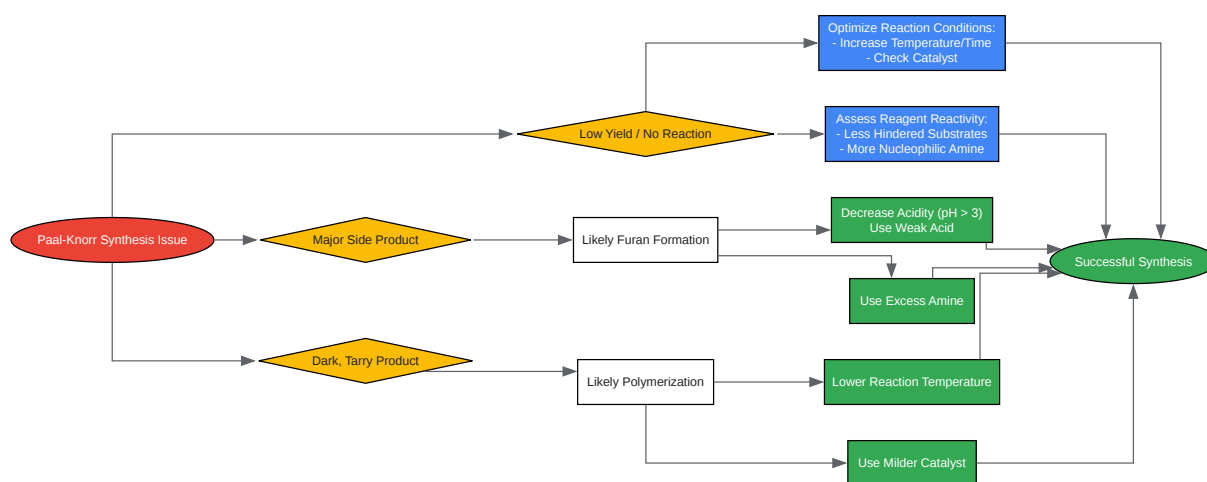 Optimize Reaction Conditions:
- Increase Temperature/Time
- Check Catalyst
Low Yield / No Reaction
Assess Reagent Reactivity:
- Less Hindered Substrates
- More Nucleophilic Amine
Paal-Knorr Synthesis Issue
Major Side Product
Likely Furan Formation
Decrease Acidity (pH > 3)
Use Weak Acid
Successful Synthesis
Use Excess Amine
Dark, Tarry Product
Likely Polymerization
Lower Reaction Temperature
Use Milder Catalyst